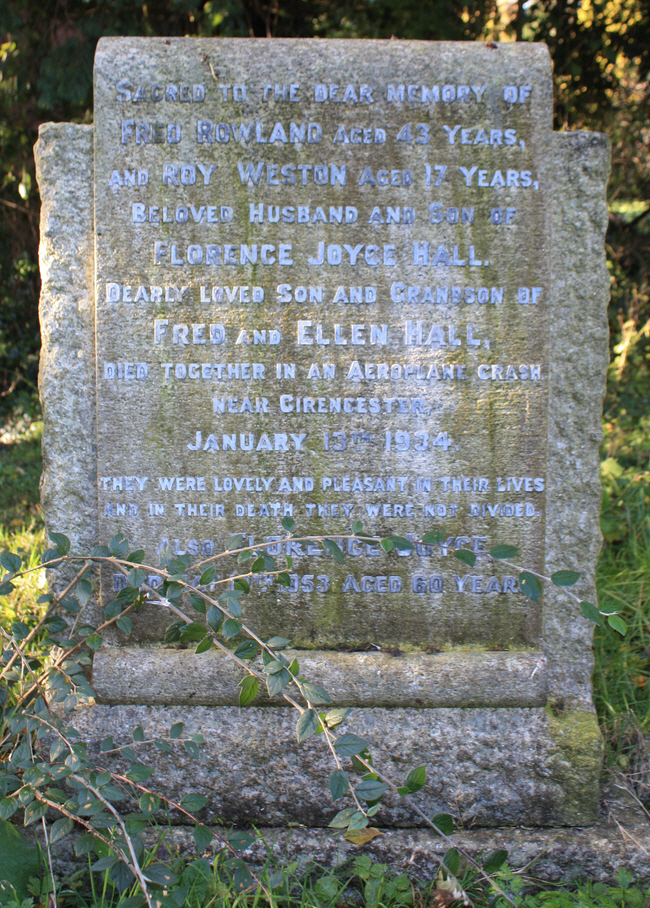 Sacred to the dear memory of
Fred Rowland aged 43 years,
and Roy Weston aged 17 years,
Beloved Husband and Son of
Florence Joyce Hall.
Dearly loved Son and Grandson of
Fred and Ellen Hall,
died together in an Aeroplane crash
near Cirencester,
January 13th 1934.
They were lovely and pleasant in their lives
and in their death they were not divided.
Also Florence Joyce
1953 aged 60 years